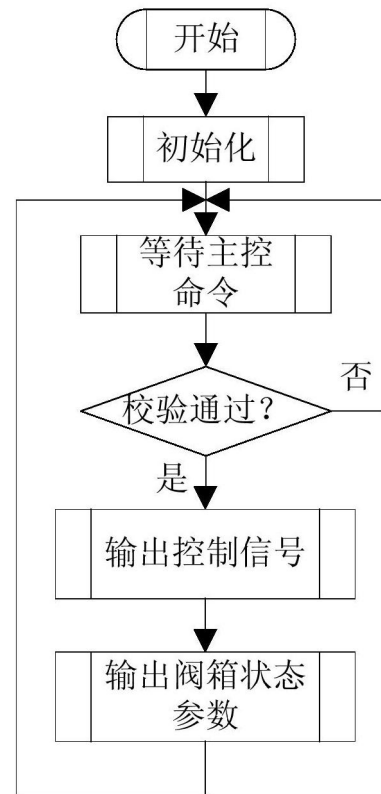 开始
初始化
等待主控
命令
否
校验通过？
是
输出控制信号
输出阀箱状态
参数